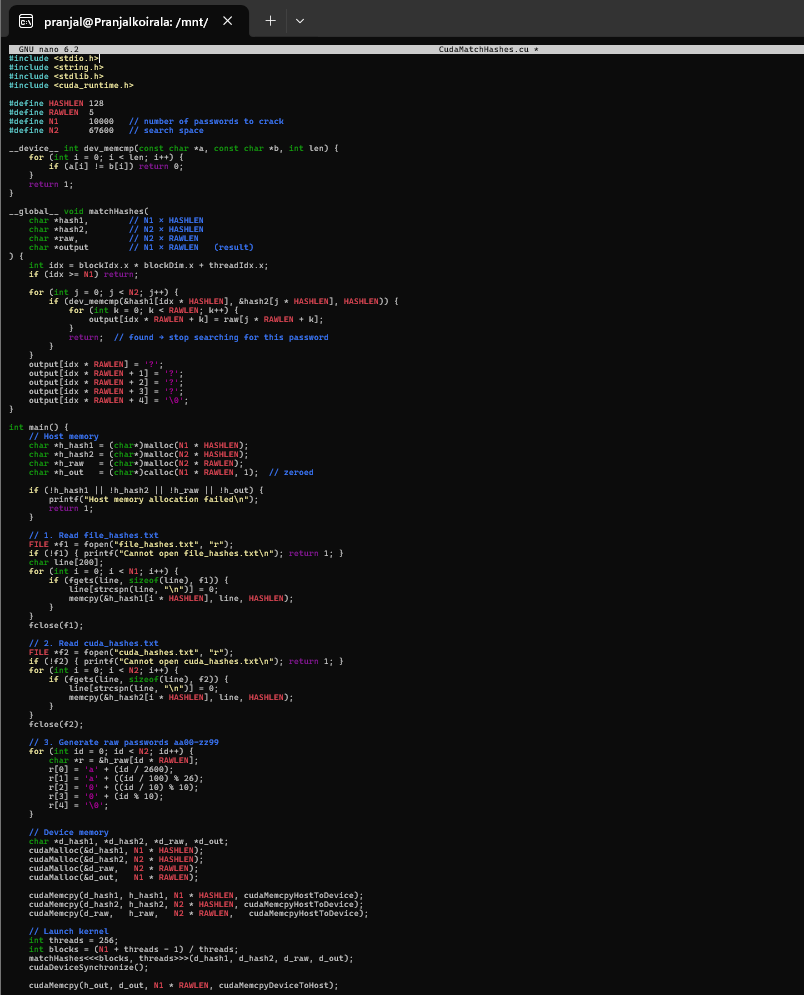 pranjal@Pranjalkoirala: /mnt/
GNU nano 6.2 CudaMatchHashes.cu *
#include <stdio.h>
#include <string.h>
#include <stdlib.h>
#include <cuda_runtime.h>
#define HASHLEN 128
#define RAWLEN 5
#define N1 10000 // number of passwords to crack
#define N2 67600 // search space
__device__ int dev_memcmp(const char *a, const char *b, int len) {
for (int i = 0; i < len; i++) {
if (a[i] != b[i]) return 0;
}
return 1;
}
__global__ void matchHashes(
char *hash1, // N1 × HASHLEN
char *hash2, // N2 × HASHLEN
char *raw, // N2 × RAWLEN
char *output // N1 × RAWLEN (result)
) {
int idx = blockIdx.x * blockDim.x + threadIdx.x;
if (idx >= N1) return;
for (int j = 0; j < N2; j++) {
if (dev_memcmp(&hash1[idx * HASHLEN], &hash2[j * HASHLEN], HASHLEN)) {
for (int k = 0; k < RAWLEN; k++) {
output[idx * RAWLEN + k] = raw[j * RAWLEN + k];
}
return; // found → stop searching for this password
}
}
output[idx * RAWLEN] = '?';
output[idx * RAWLEN + 1] = '?';
output[idx * RAWLEN + 2] = '?';
output[idx * RAWLEN + 3] = '?';
output[idx * RAWLEN + 4] = '\0';
}
int main() {
// Host memory
char *h_hash1 = (char*)malloc(N1 * HASHLEN);
char *h_hash2 = (char*)malloc(N2 * HASHLEN);
char *h_raw = (char*)malloc(N2 * RAWLEN);
char *h_out = (char*)calloc(N1 * RAWLEN, 1); // zeroed
if (!h_hash1 || !h_hash2 || !h_raw || !h_out) {
printf("Host memory allocation failed\n");
return 1;
}
// 1. Read file_hashes.txt
FILE *f1 = fopen("file_hashes.txt", "r");
if (!f1) { printf("Cannot open file_hashes.txt\n"); return 1; }
char line[200];
for (int i = 0; i < N1; i++) {
if (fgets(line, sizeof(line), f1)) {
line[strcspn(line, "\n")] = 0;
memcpy(&h_hash1[i * HASHLEN], line, HASHLEN);
}
}
fclose(f1);
// 2. Read cuda_hashes.txt
FILE *f2 = fopen("cuda_hashes.txt", "r");
if (!f2) { printf("Cannot open cuda_hashes.txt\n"); return 1; }
for (int i = 0; i < N2; i++) {
if (fgets(line, sizeof(line), f2)) {
line[strcspn(line, "\n")] = 0;
memcpy(&h_hash2[i * HASHLEN], line, HASHLEN);
}
}
fclose(f2);
// 3. Generate raw passwords aa00-zz99
for (int id = 0; id < N2; id++) {
char *r = &h_raw[id * RAWLEN];
r[0] = 'a' + (id / 2600);
r[1] = 'a' + ((id / 100) % 26);
r[2] = '0' + ((id / 10) % 10);
r[3] = '0' + (id % 10);
r[4] = '\0';
}
// Device memory
char *d_hash1, *d_hash2, *d_raw, *d_out;
cudaMalloc(&d_hash1, N1 * HASHLEN);
cudaMalloc(&d_hash2, N2 * HASHLEN);
cudaMalloc(&d_raw, N2 * RAWLEN);
cudaMalloc(&d_out, N1 * RAWLEN);
cudaMemcpy(d_hash1, h_hash1, N1 * HASHLEN, cudaMemcpyHostToDevice);
cudaMemcpy(d_hash2, h_hash2, N2 * HASHLEN, cudaMemcpyHostToDevice);
cudaMemcpy(d_raw, h_raw, N2 * RAWLEN, cudaMemcpyHostToDevice);
// Launch kernel
int threads = 256;
int blocks = (N1 + threads - 1) / threads;
matchHashes<<<blocks, threads>>>(d_hash1, d_hash2, d_raw, d_out);
cudaDeviceSynchronize();
cudaMemcpy(h_out, d_out, N1 * RAWLEN, cudaMemcpyDeviceToHost);